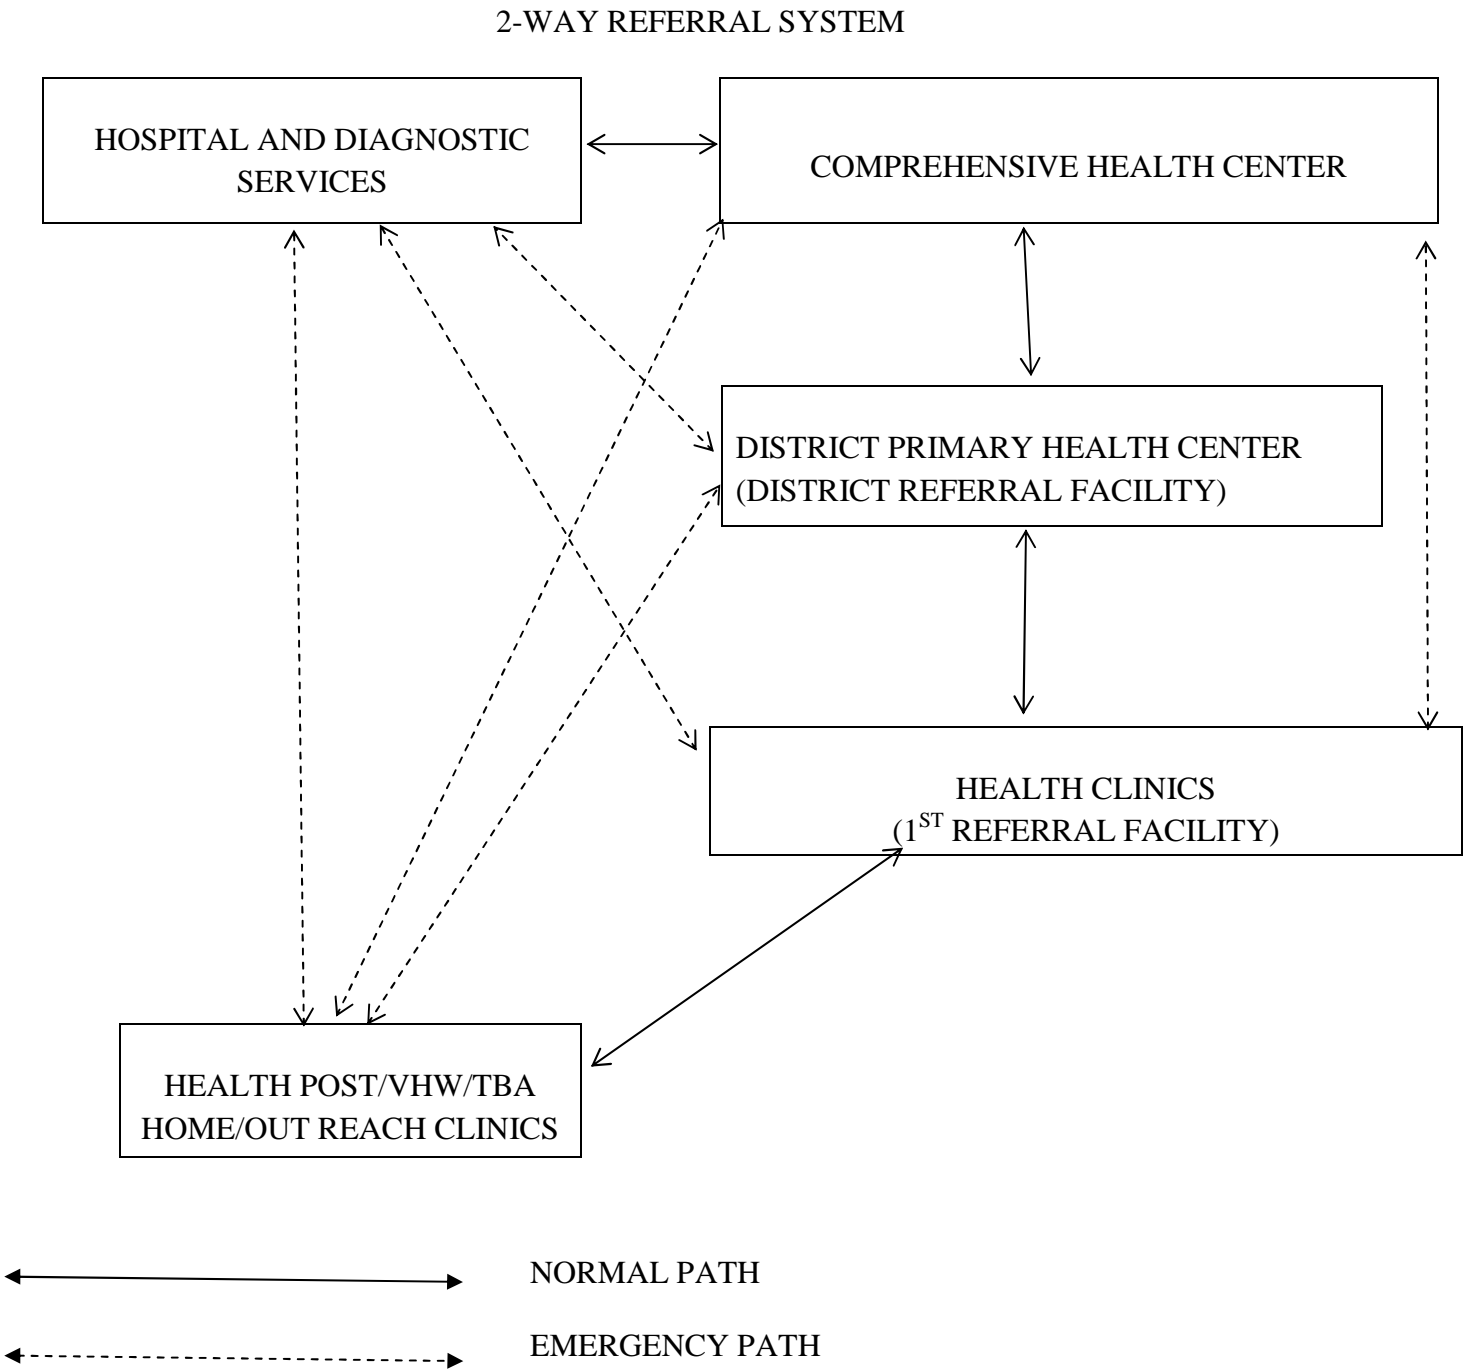 2-WAY REFERRAL SYSTEM
HOSPITAL AND DIAGNOSTIC
SERVICES
COMPREHENSIVE HEALTH CENTER
DISTRICT PRIMARY HEALTH CENTER
(DISTRICT REFERRAL FACILITY)
HEALTH CLINICS
(1ST REFERRAL FACILITY)
HEALTH POST/VHW/TBA
HOME/OUT REACH CLINICS
NORMAL PATH
EMERGENCY PATH